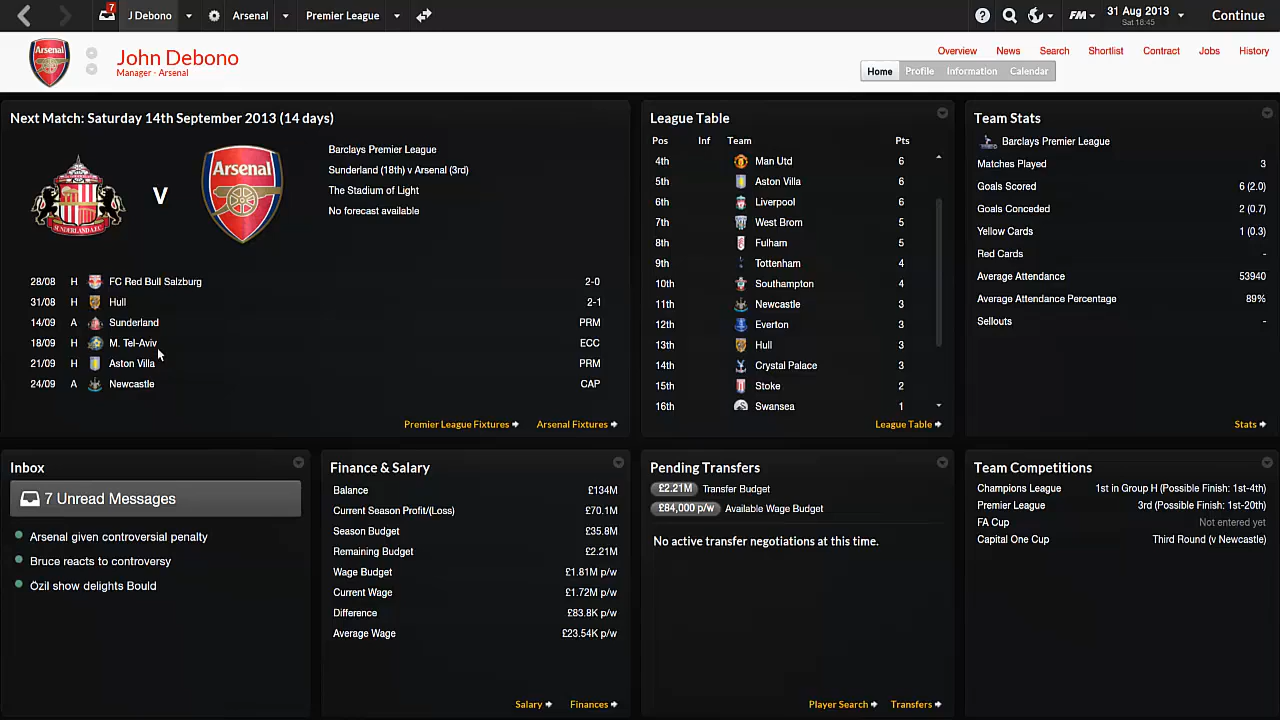 7
J Debono
Arsenal
Premier League
FM
31 Aug 2013
Sat 18:45
Continue
Arsenal
John Debono
Manager - Arsenal
Overview News Search Shortlist Contract Jobs History
Home Profile Information Calendar
Next Match: Saturday 14th September 2013 (14 days)
SUNDERLAND A.F.C.
V
Arsenal
Barclays Premier League
Sunderland (18th) v Arsenal (3rd)
The Stadium of Light
No forecast available
28/08 H FC Red Bull Salzburg 2-0
31/08 H Hull 2-1
14/09 A Sunderland PRM
18/09 H M. Tel-Aviv ECC
21/09 H Aston Villa PRM
24/09 A Newcastle CAP
Premier League Fixtures Arsenal Fixtures
League Table
Pos Inf Team Pts
4th Man Utd 6
5th Aston Villa 6
6th Liverpool 6
7th West Brom 5
8th Fulham 5
9th Tottenham 4
10th Southampton 4
11th Newcastle 3
12th Everton 3
13th Hull 3
14th Crystal Palace 3
15th Stoke 2
16th Swansea 1
League Table
Team Stats
Barclays Premier League
Matches Played 3
Goals Scored 6 (2.0)
Goals Conceded 2 (0.7)
Yellow Cards 1 (0.3)
Red Cards -
Average Attendance 53940
Average Attendance Percentage 89%
Sellouts -
Stats
Inbox
7 Unread Messages
Arsenal given controversial penalty
Bruce reacts to controversy
Özil show delights Bould
Finance & Salary
Balance £134M
Current Season Profit/(Loss) £70.1M
Season Budget £35.8M
Remaining Budget £2.21M
Wage Budget £1.81M p/w
Current Wage £1.72M p/w
Difference £83.8K p/w
Average Wage £23.54K p/w
Salary Finances
Pending Transfers
£2.21M Transfer Budget
£84,000 p/w Available Wage Budget
No active transfer negotiations at this time.
Player Search Transfers
Team Competitions
Champions League 1st in Group H (Possible Finish: 1st-4th)
Premier League 3rd (Possible Finish: 1st-20th)
FA Cup Not entered yet
Capital One Cup Third Round (v Newcastle)